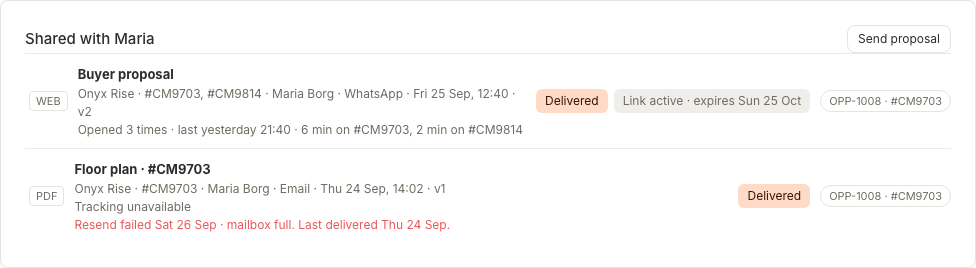 Shared with Maria
Send proposal
WEB
Buyer proposal
Onyx Rise · #CM9703, #CM9814 · Maria Borg · WhatsApp · Fri 25 Sep, 12:40 ·
v2
Opened 3 times · last yesterday 21:40 · 6 min on #CM9703, 2 min on #CM9814
Delivered
Link active · expires Sun 25 Oct
OPP-1008 · #CM9703
PDF
Floor plan · #CM9703
Onyx Rise · #CM9703 · Maria Borg · Email · Thu 24 Sep, 14:02 · v1
Tracking unavailable
Resend failed Sat 26 Sep · mailbox full. Last delivered Thu 24 Sep.
Delivered
OPP-1008 · #CM9703